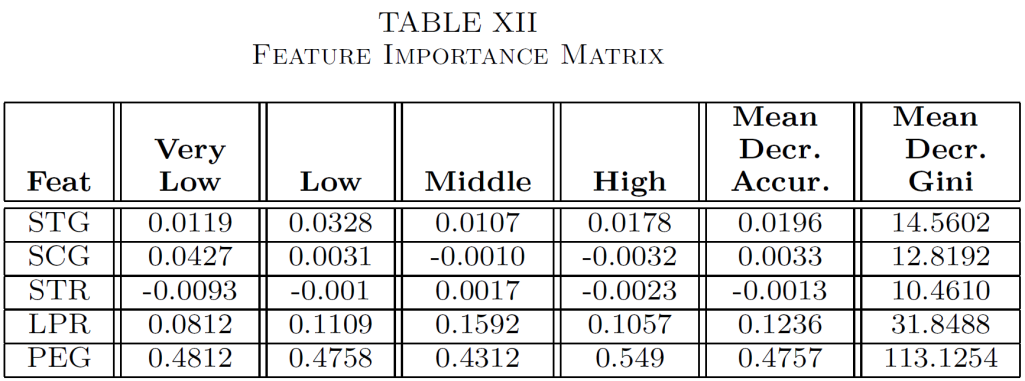 TABLE XII
FEATURE IMPORTANCE MATRIX
Feat Very Low Low Middle High Mean Decr. Accur. Mean Decr. Gini
STG 0.0119 0.0328 0.0107 0.0178 0.0196 14.5602
SCG 0.0427 0.0031 -0.0010 -0.0032 0.0033 12.8192
STR -0.0093 -0.001 0.0017 -0.0023 -0.0013 10.4610
LPR 0.0812 0.1109 0.1592 0.1057 0.1236 31.8488
PEG 0.4812 0.4758 0.4312 0.549 0.4757 113.1254